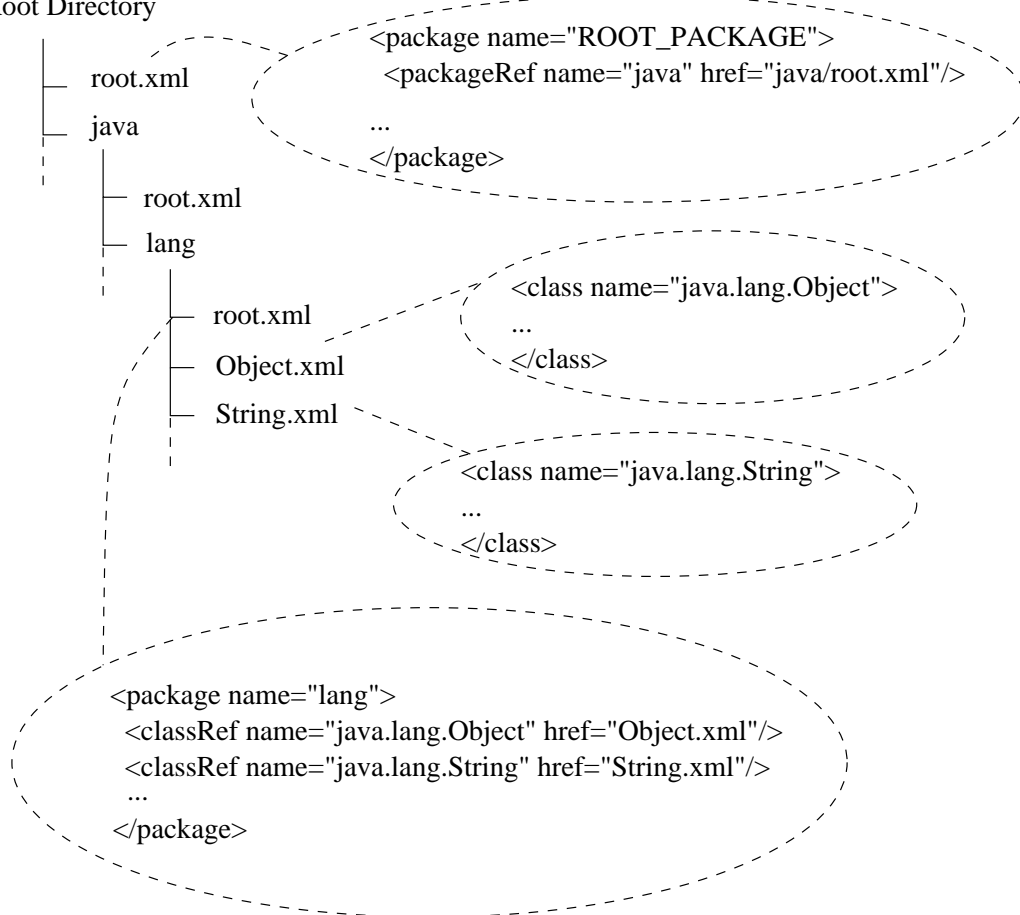 Directory
root.xml
java
root.xml
lang
root.xml
Object.xml
String.xml
<package name="ROOT_PACKAGE">
<packageRef name="java" href="java/root.xml"/>
...
</package>
<class name="java.lang.Object">
...
</class>
<class name="java.lang.String">
...
</class>
<package name="lang">
<classRef name="java.lang.Object" href="Object.xml"/>
<classRef name="java.lang.String" href="String.xml"/>
...
</package>